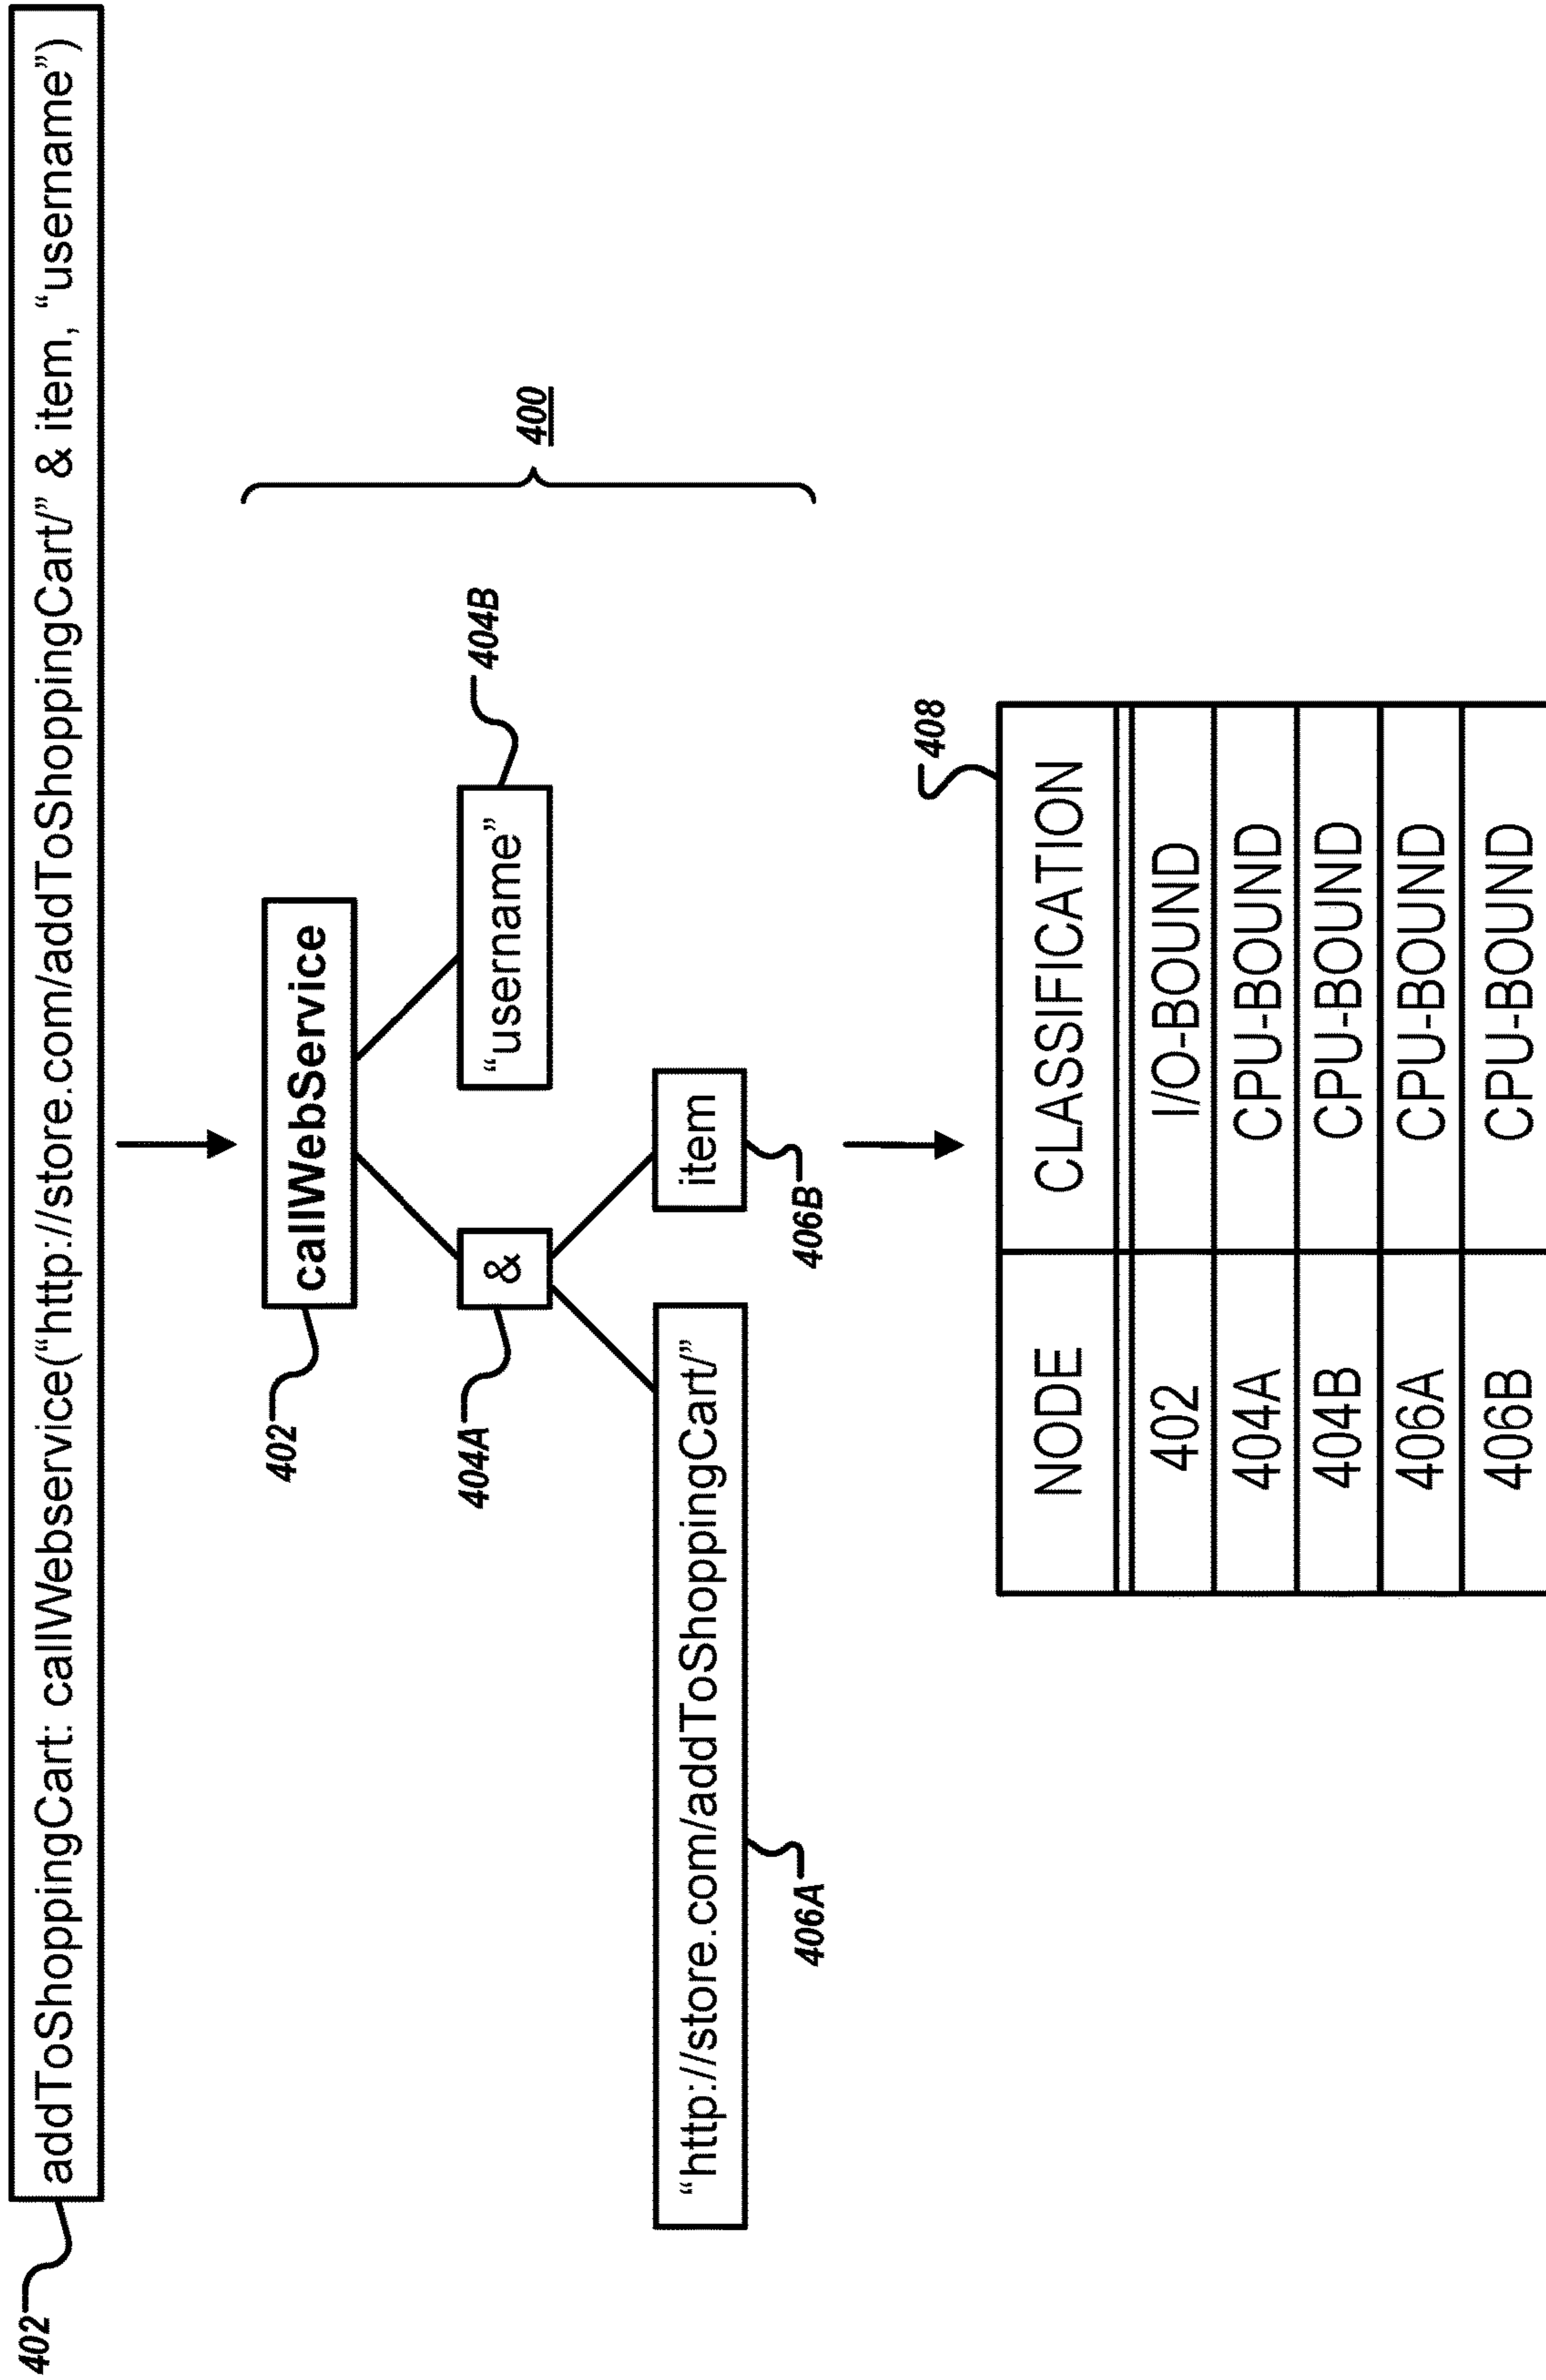 addToShoppingCart: callWebservice(“http://store.com/addToShoppingCart/” & item, “username”)
402
callWebService
402
400
&
404A
“username”
404B
“http://store.com/addToShoppingCart/”
item
406A
406B
408
NODE CLASSIFICATION
402 I/O-BOUND
404A CPU-BOUND
404B CPU-BOUND
406A CPU-BOUND
406B CPU-BOUND